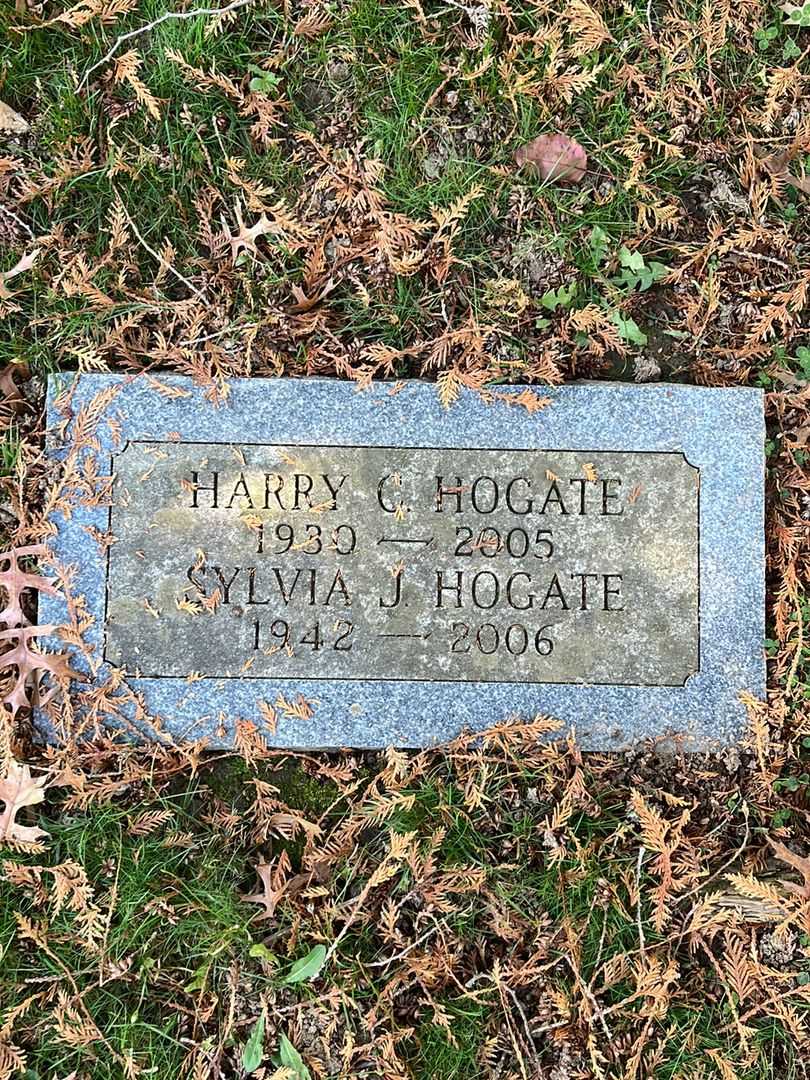 HARRY C. HOGATE
1930 — 2005
SYLVIA J. HOGATE
1942 — 2006